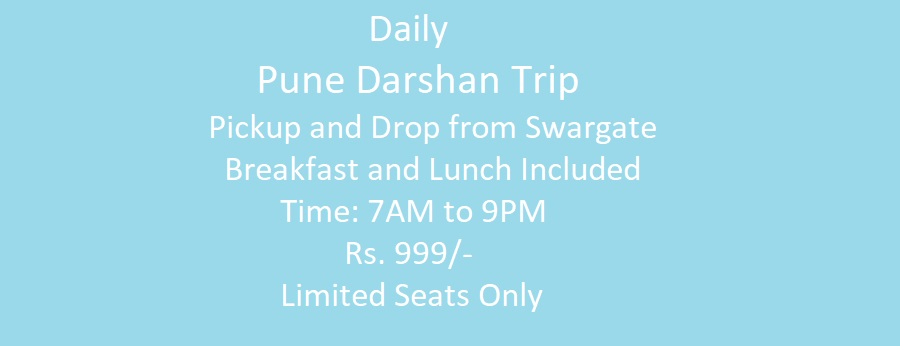 Daily
Pune Darshan Trip
Pickup and Drop from Swargate
Breakfast and Lunch Included
Time: 7AM to 9PM
Rs. 999/-
Limited Seats Only